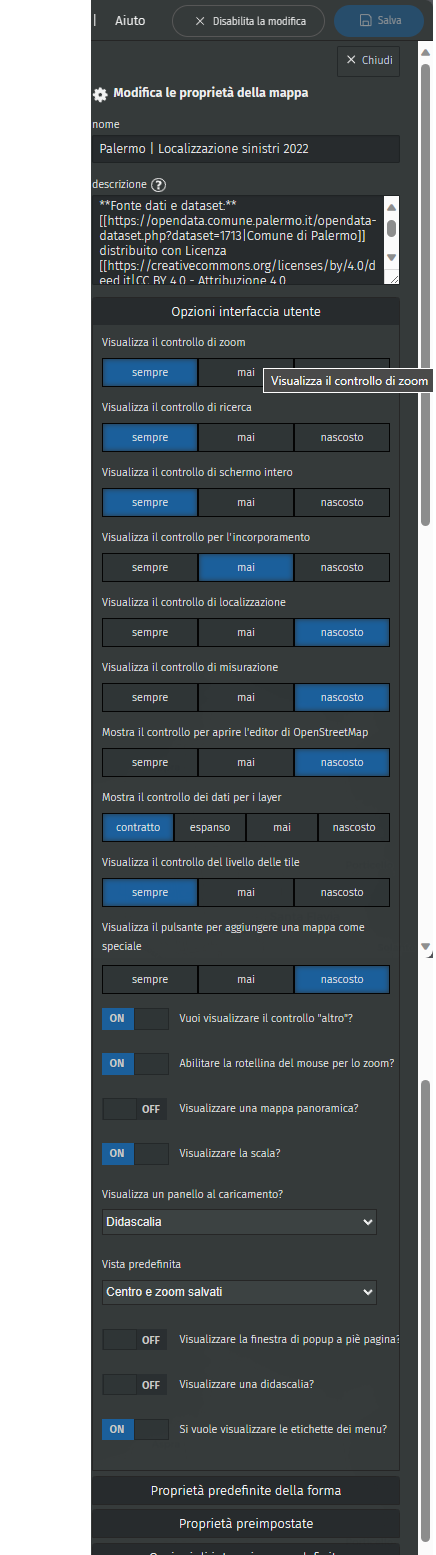 Aiuto
✕ Disabilita la modifica
Salva
✕ Chiudi
Modifica le proprietà della mappa
nome
Palermo | Localizzazione sinistri 2022
descrizione ?
**Fonte dati e dataset.**
[[https://opendata.comune.palermo.it/opendata-
dataset.php?dataset=1713|Comune di Palermo]]
distribuito con Licenza
[[https://creativecommons.org/licenses/by/4.0/d
eed.it|CC BY 4.0 - Attribuzione 4.0
Opzioni interfaccia utente
Visualizza il controllo di zoom
sempre mai
Visualizza il controllo di zoom
Visualizza il controllo di ricerca
sempre mai nascosto
Visualizza il controllo di schermo intero
sempre mai nascosto
Visualizza il controllo per l'incorporamento
sempre mai nascosto
Visualizza il controllo di localizzazione
sempre mai nascosto
Visualizza il controllo di misurazione
sempre mai nascosto
Mostra il controllo per aprire l'editor di OpenStreetMap
sempre mai nascosto
Mostra il controllo dei dati per i layer
contratto espanso mai nascosto
Visualizza il controllo del livello delle tile
sempre mai nascosto
Visualizza il pulsante per aggiungere una mappa come
speciale
sempre mai nascosto
ON Vuoi visualizzare il controllo "altro"?
ON Abilitare la rotellina del mouse per lo zoom?
OFF Visualizzare una mappa panoramica?
ON Visualizzare la scala?
Visualizza un panello al caricamento?
Didascalia
Vista predefinita
Centro e zoom salvati
OFF Visualizzare la finestra di popup a piè pagina?
OFF Visualizzare una didascalia?
ON Si vuole visualizzare le etichette dei menu?
Proprietà predefinite della forma
Proprietà preimpostate